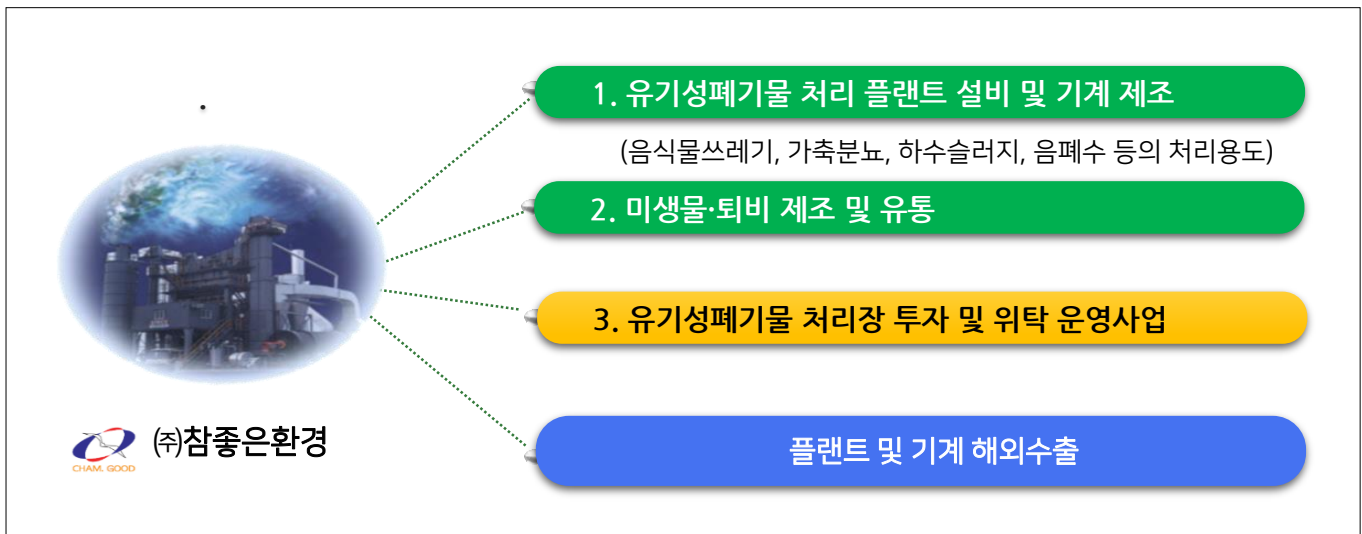 1. 유기성폐기물 처리 플랜트 설비 및 기계 제조
(음식물쓰레기, 가축분뇨, 하수슬러지, 음폐수 등의 처리용도)
2. 미생물·퇴비 제조 및 유통
3. 유기성폐기물 처리장 투자 및 위탁 운영사업
플랜트 및 기계 해외수출
㈜참좋은환경
CHAM. GOOD